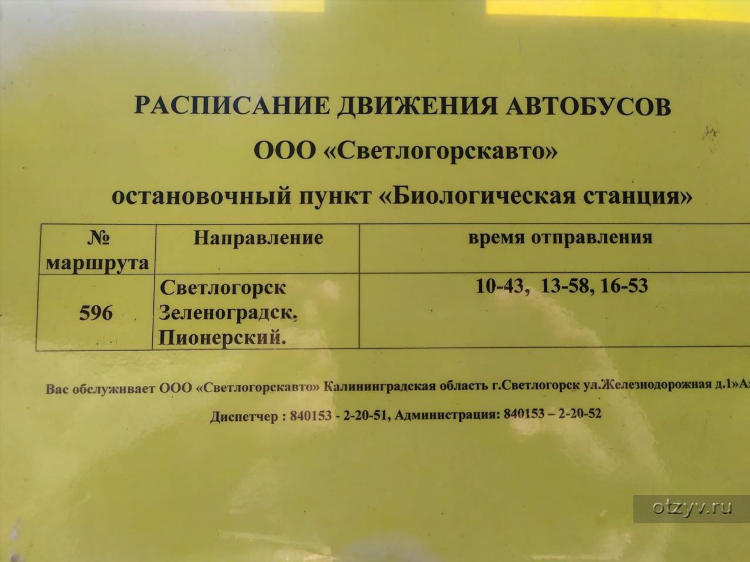 РАСПИСАНИЕ ДВИЖЕНИЯ АВТОБУСОВ
ООО «Светлогорскавто»
остановочный пункт «Биологическая станция»
№ маршрута
Направление
время отправления
596
Светлогорск
Зеленоградск,
Пионерский.
10-43, 13-58, 16-53
Вас обслуживает ООО «Светлогорскавто» Калининградская область г.Светлогорск ул.Железнодорожная д.1»А
Диспетчер : 840153 - 2-20-51, Администрация: 840153 – 2-20-52
otzyv.ru